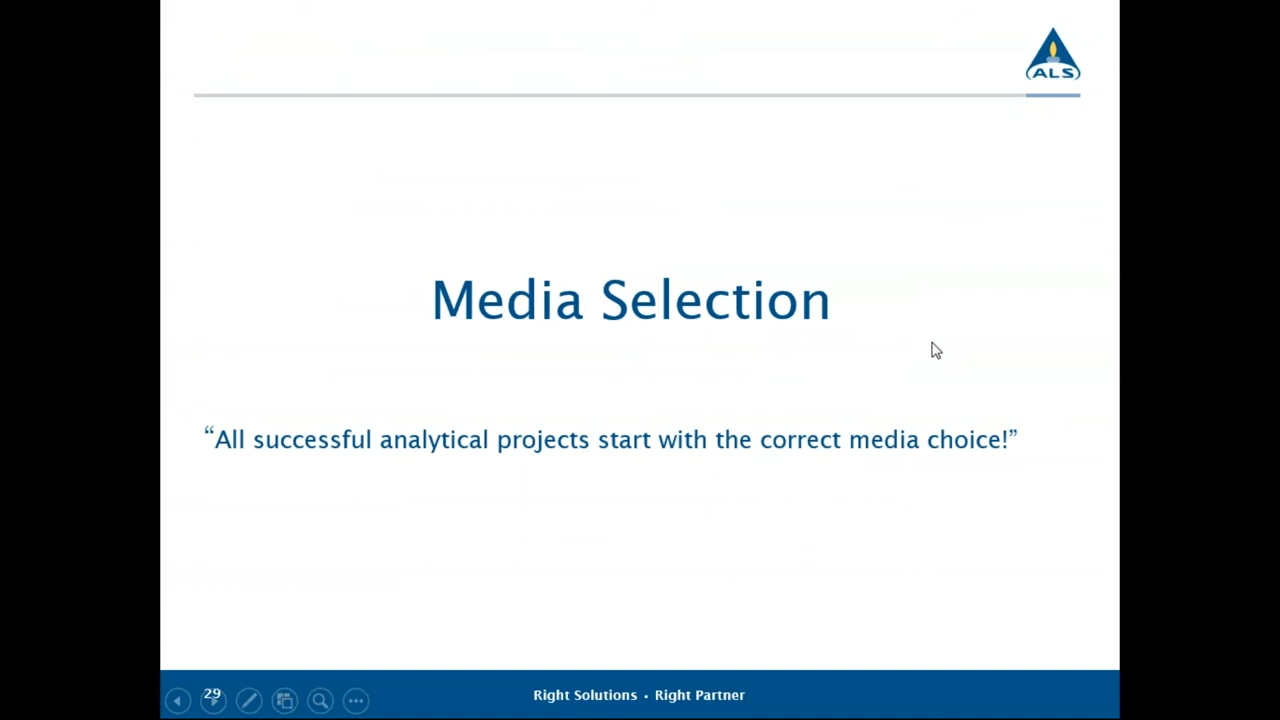 ALS
Media Selection
“All successful analytical projects start with the correct media choice!”
29
Right Solutions • Right Partner